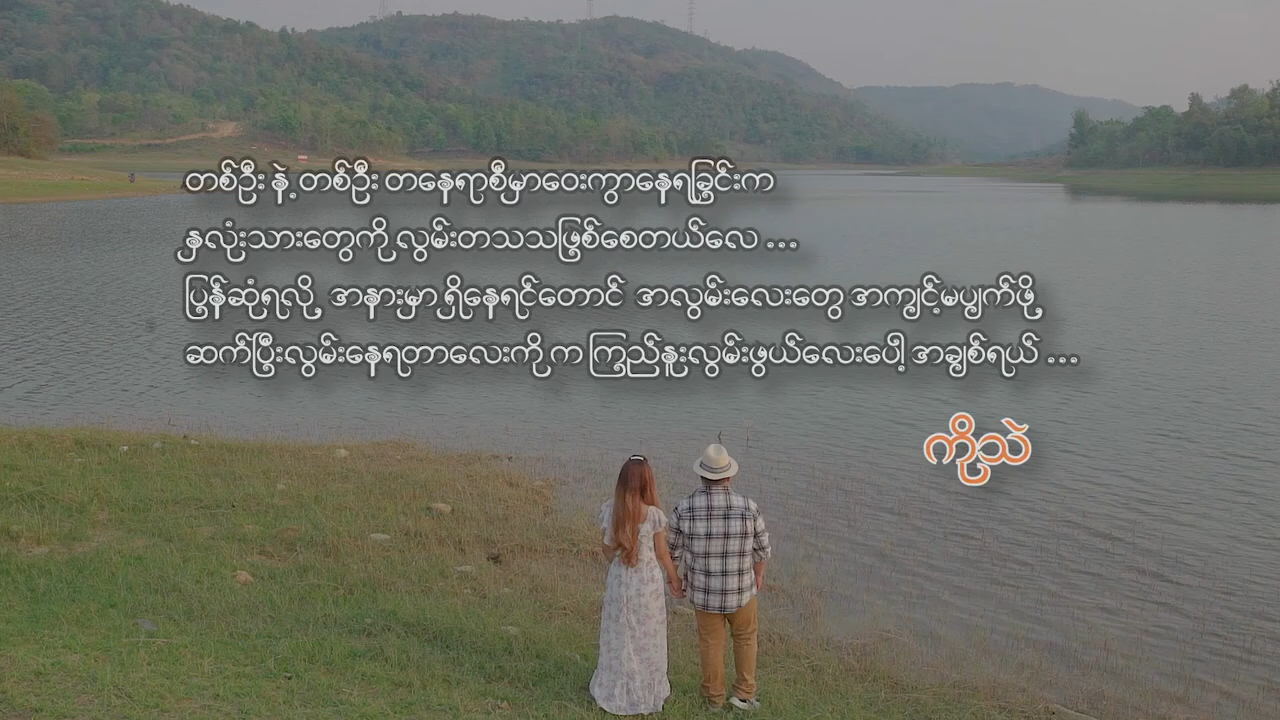 တစ်ဦး နဲ့ တစ်ဦး တနေရာစီမှာဝေးကွာနေရခြင်းက
နှလုံးသားတွေကို လွမ်းတသသဖြစ်စေတယ်လေ ...
ပြန်ဆုံရလို့ အနားမှာ ရှိနေရင်တောင် အလွမ်းလေးတွေ အကျင့်မပျက်ဖို့
ဆက်ပြီးလွမ်းနေရတာလေးကို က ကြည်နူးလွမ်းဖွယ်လေးပေါ့ အချစ်ရယ် ...
ကိုသဲ